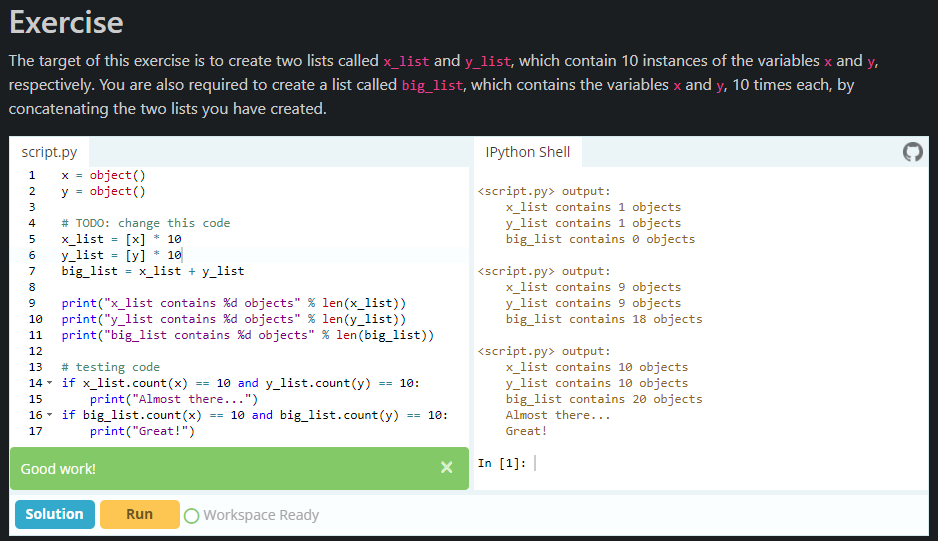 Exercise
The target of this exercise is to create two lists called x_list and y_list, which contain 10 instances of the variables x and y,
respectively. You are also required to create a list called big_list, which contains the variables x and y, 10 times each, by
concatenating the two lists you have created.
script.py
1 x = object()
2 y = object()
3
4 # TODO: change this code
5 x_list = [x] * 10
6 y_list = [y] * 10
7 big_list = x_list + y_list
8
9 print("x_list contains %d objects" % len(x_list))
10 print("y_list contains %d objects" % len(y_list))
11 print("big_list contains %d objects" % len(big_list))
12
13 # testing code
14 if x_list.count(x) == 10 and y_list.count(y) == 10:
15     print("Almost there...")
16 if big_list.count(x) == 10 and big_list.count(y) == 10:
17     print("Great!")
Good work!
Solution
Run
Workspace Ready
IPython Shell
<script.py> output:
    x_list contains 1 objects
    y_list contains 1 objects
    big_list contains 0 objects
<script.py> output:
    x_list contains 9 objects
    y_list contains 9 objects
    big_list contains 18 objects
<script.py> output:
    x_list contains 10 objects
    y_list contains 10 objects
    big_list contains 20 objects
    Almost there...
    Great!
In [1]: